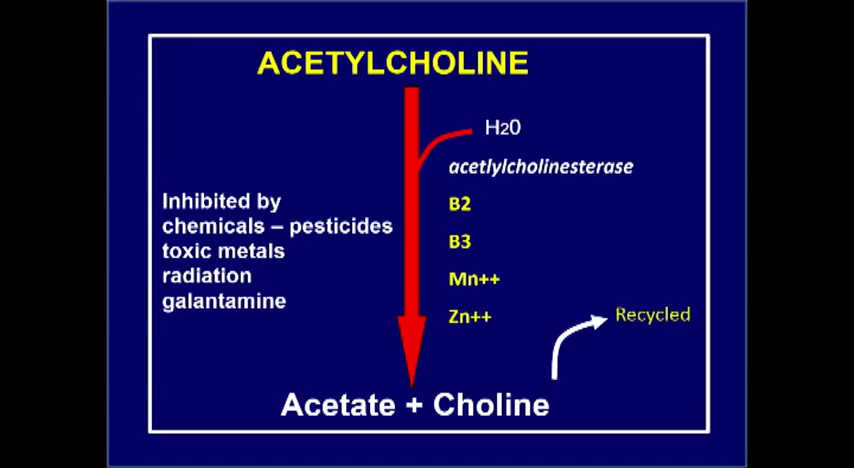 ACETYLCHOLINE
H20
acetlylcholinesterase
Inhibited by
chemicals – pesticides
toxic metals
radiation
galantamine
B2
B3
Mn++
Zn++
Recycled
Acetate + Choline